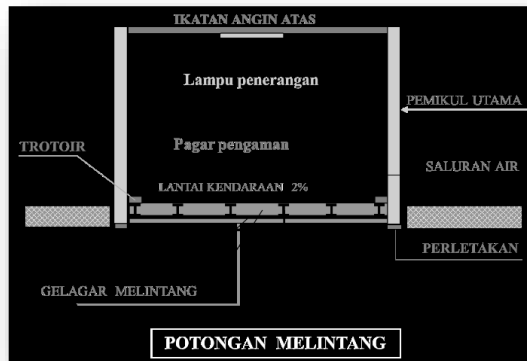 IKATAN ANGIN ATAS
Lampu penerangan
PEMIKUL UTAMA
Pagar pengaman
TROTOIR
SALURAN AIR
LANTAI KENDARAAN 2%
PERLETAKAN
GELAGAR MELINTANG
POTONGAN MELINTANG